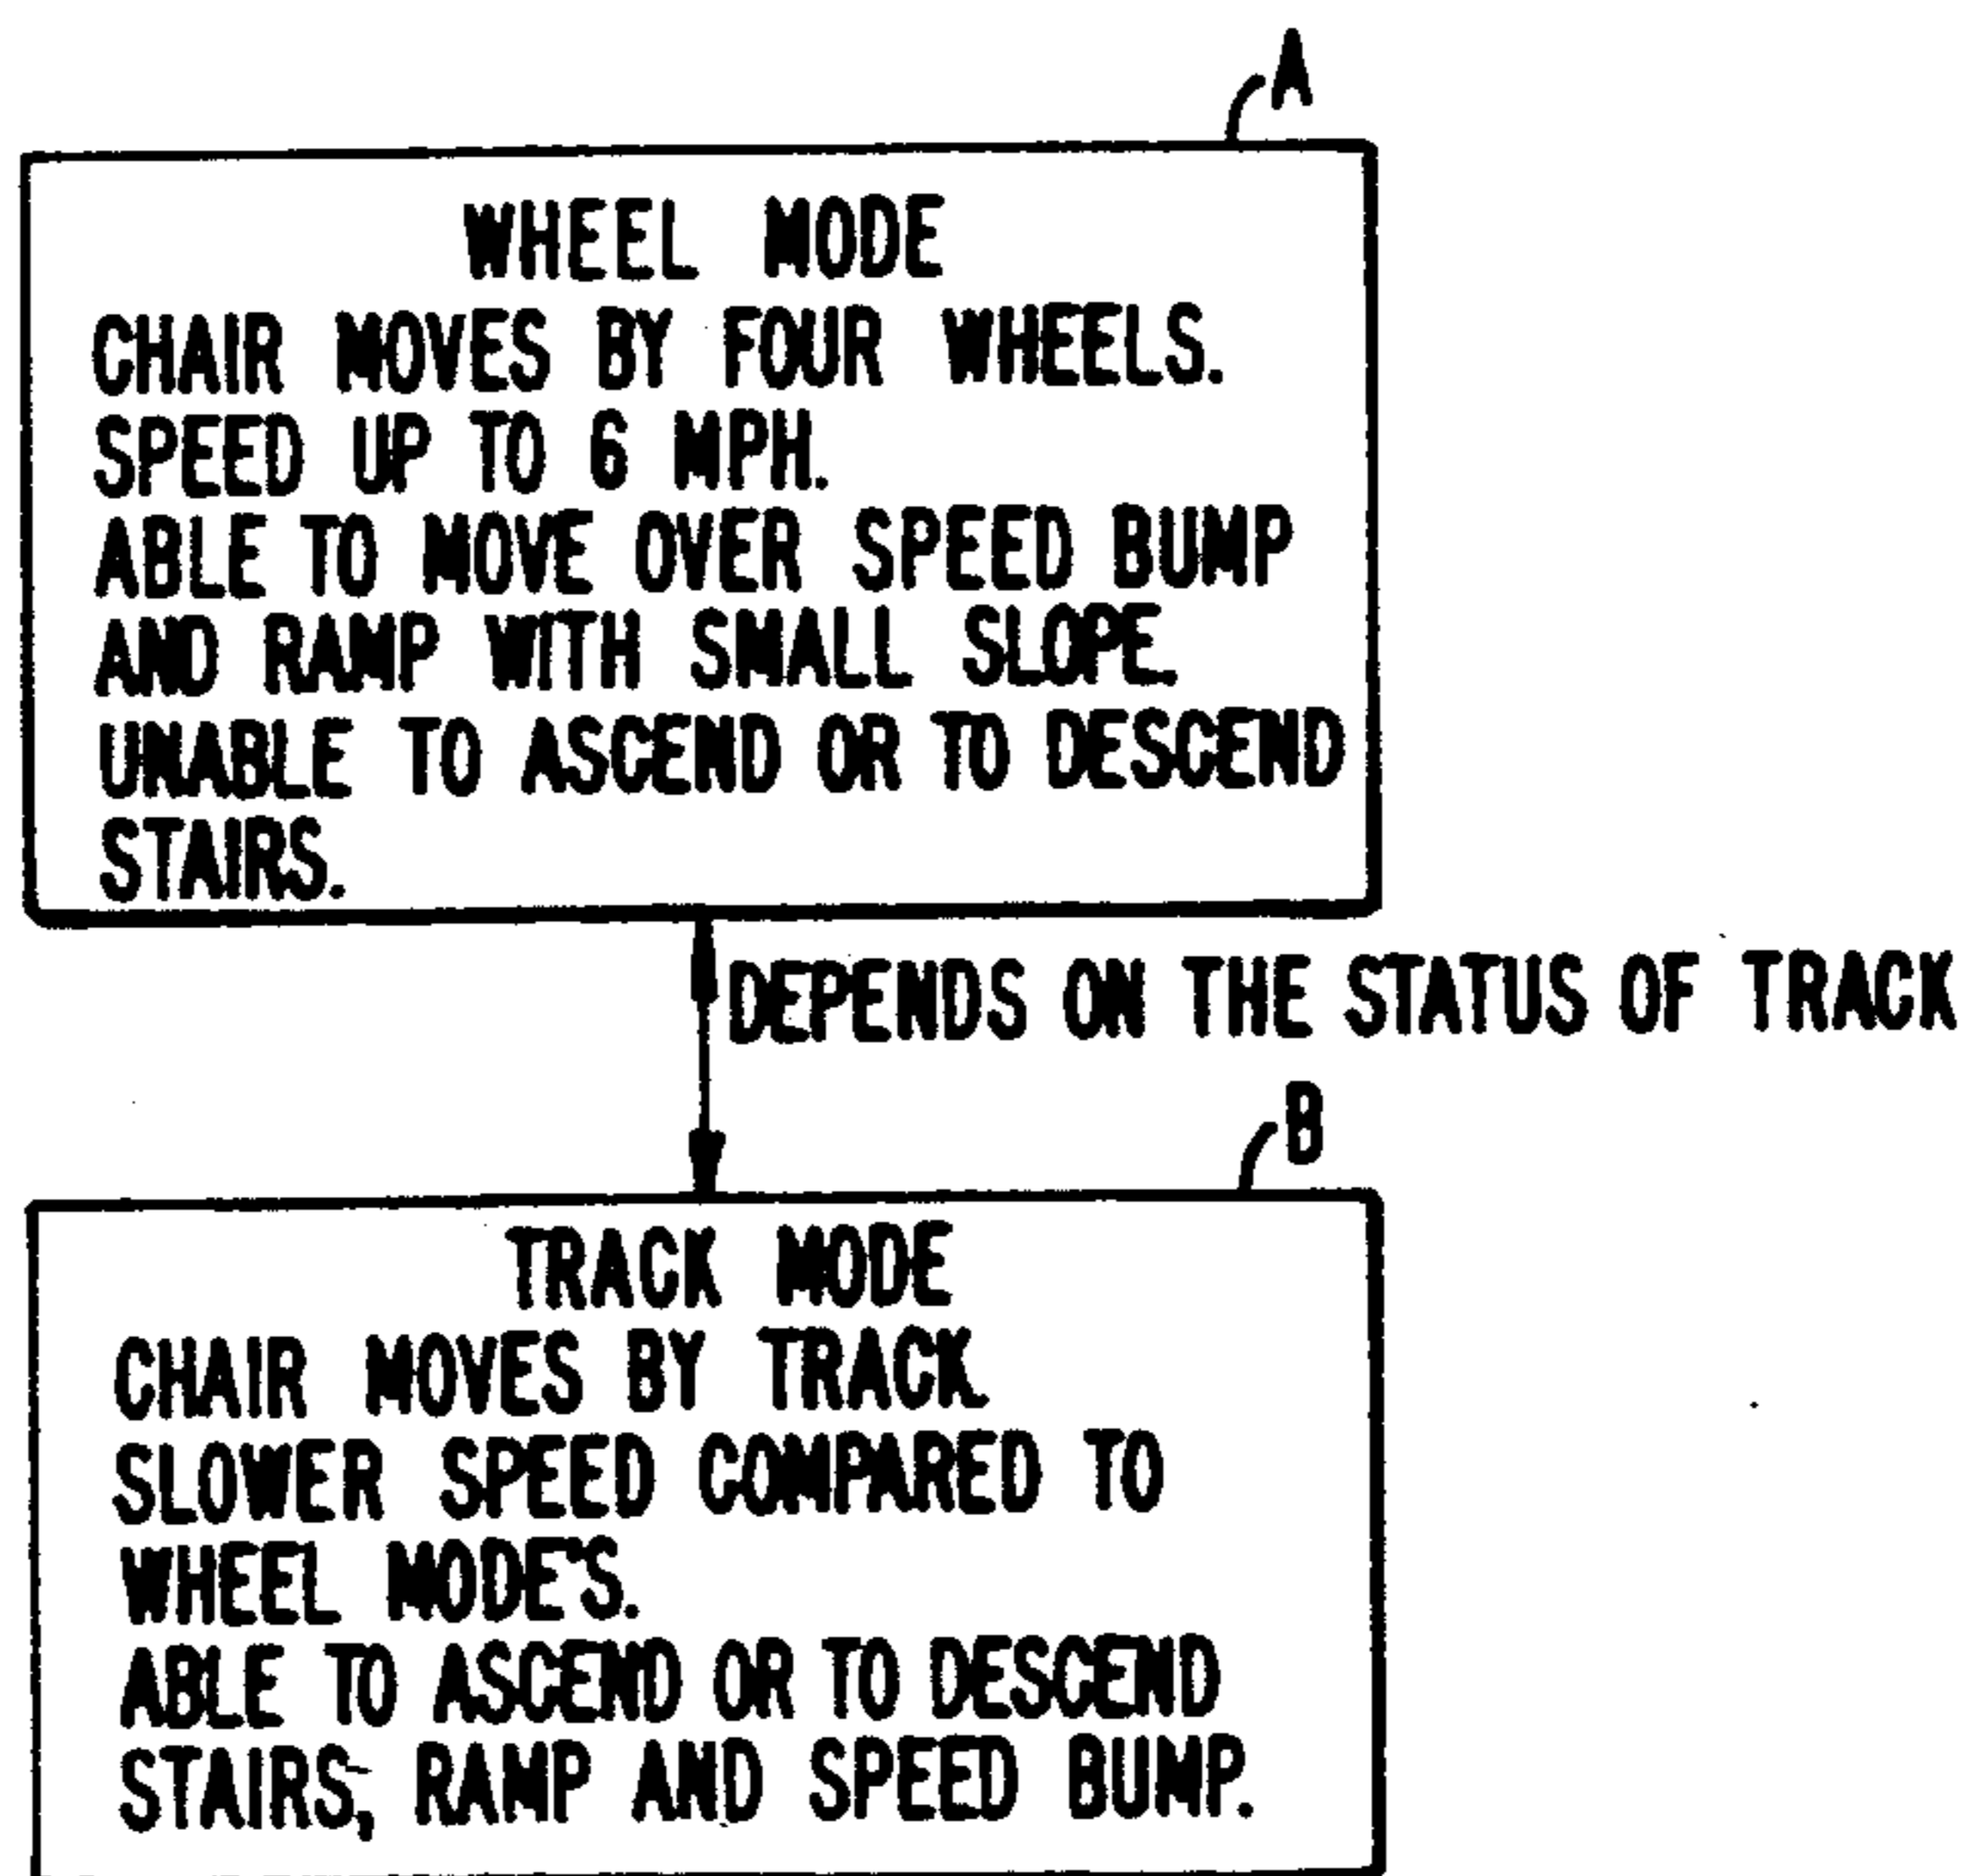 A
WHEEL MODE
CHAIR MOVES BY FOUR WHEELS.
SPEED UP TO 6 MPH.
ABLE TO MOVE OVER SPEED BUMP
AND RAMP WITH SMALL SLOPE.
UNABLE TO ASCEND OR TO DESCEND
STAIRS.
DEPENDS ON THE STATUS OF TRACK
B
TRACK MODE
CHAIR MOVES BY TRACK.
SLOWER SPEED COMPARED TO
WHEEL MODE'S.
ABLE TO ASCEND OR TO DESCEND
STAIRS, RAMP AND SPEED BUMP.